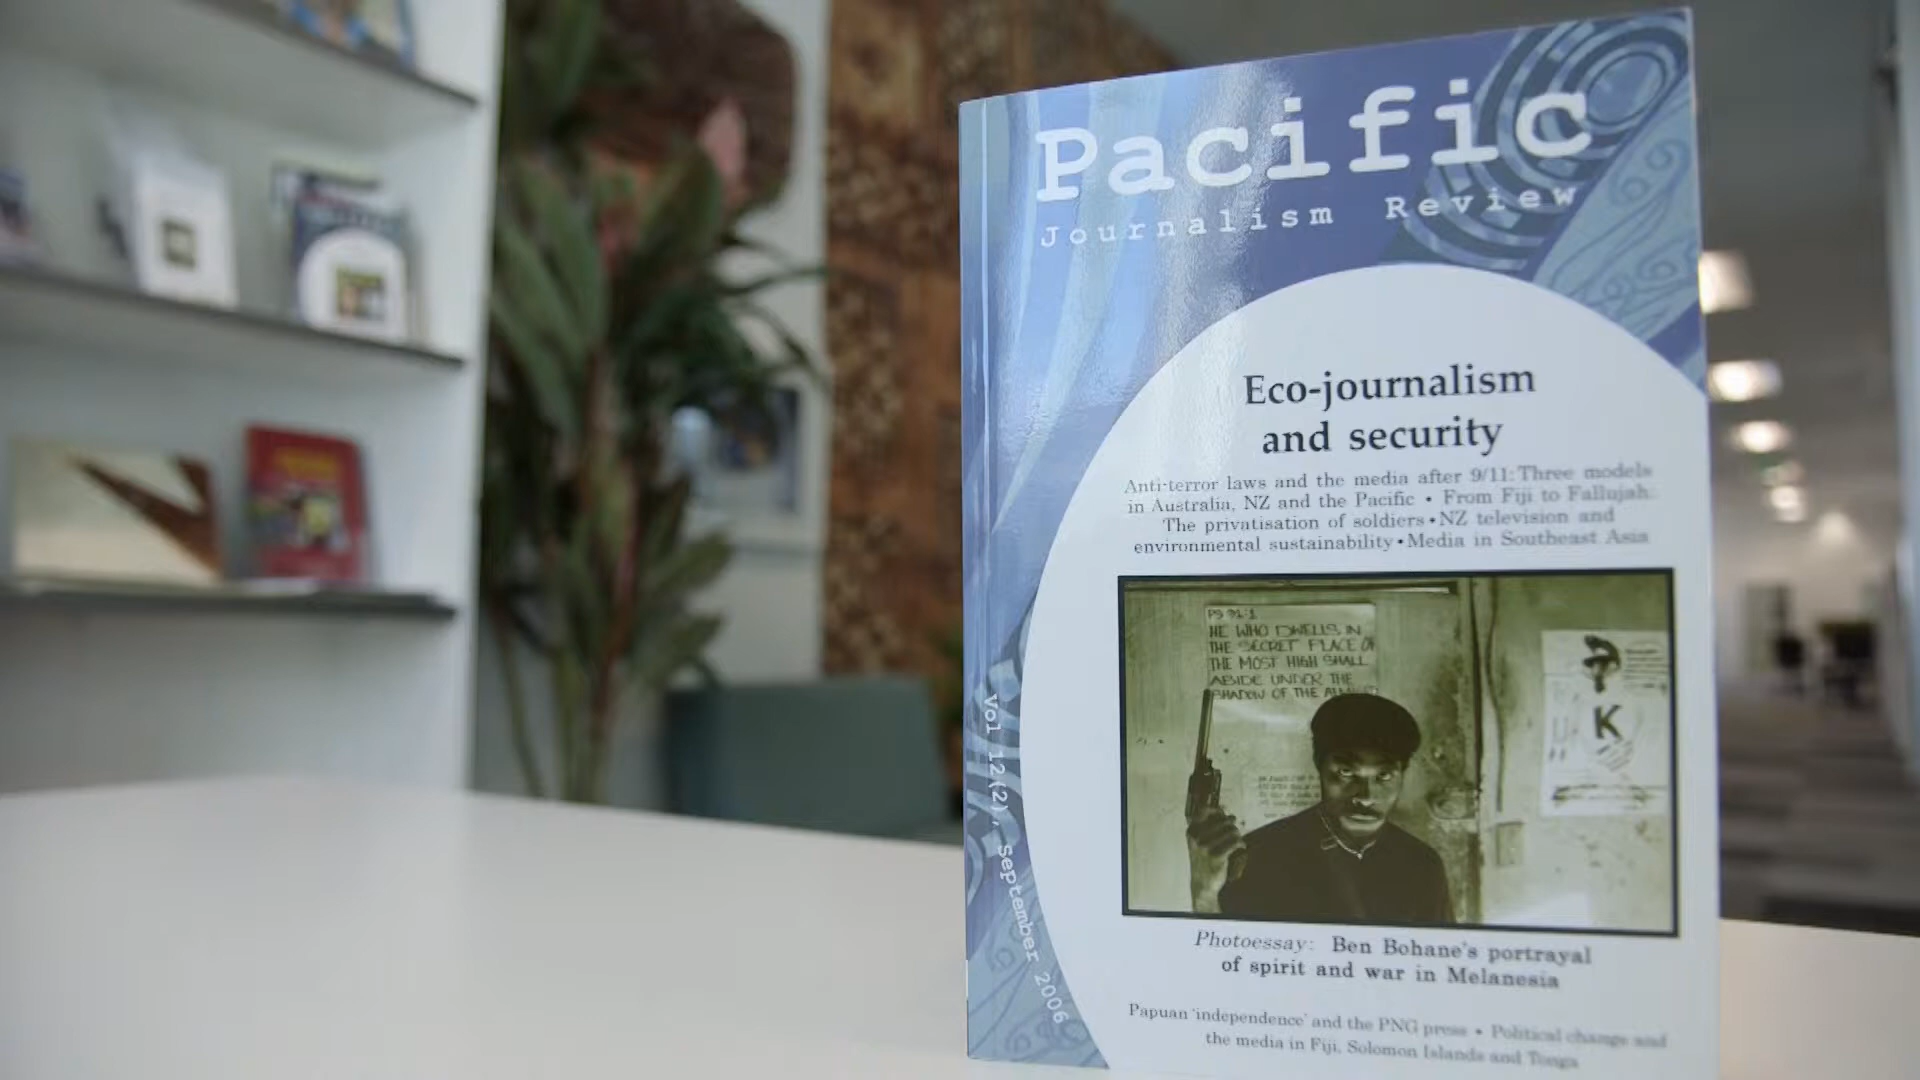 Pacific
Journalism Review
Eco-journalism
and security
Anti-terror laws and the media after 9/11: Three models
in Australia, NZ and the Pacific • From Fiji to Fallujah:
The privatisation of soldiers • NZ television and
environmental sustainability • Media in Southeast Asia
PS 91:1
HE WHO DWELLS IN
THE SECRET PLACE OF
THE MOST HIGH SHALL
ABIDE UNDER THE
SHADOW OF THE
K
Photoessay: Ben Bohane's portrayal
of spirit and war in Melanesia
Papuan 'independence' and the PNG press • Political change and
the media in Fiji, Solomon Islands and Tonga
Vol 12(2), September 2006